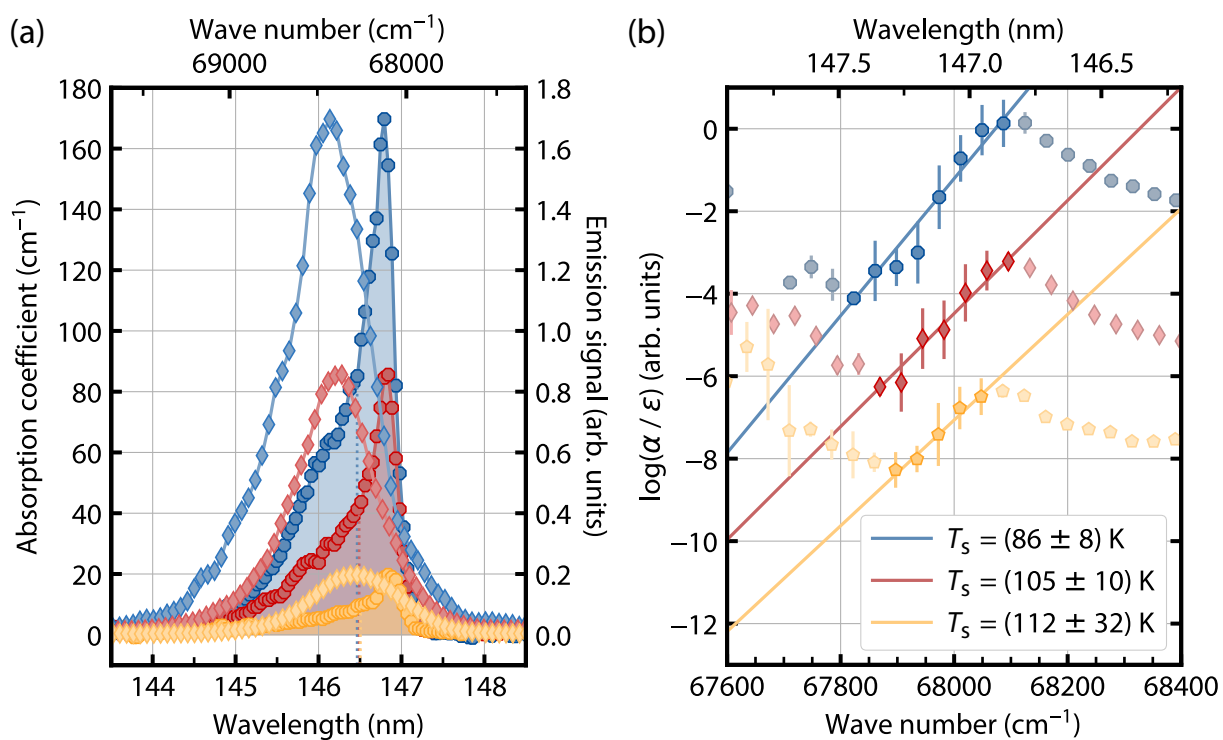 (a)
Wave number (cm⁻¹)
69000 68000
180
160
140
120
100
80
60
40
20
0
1.8
1.6
1.4
1.2
1.0
0.8
0.6
0.4
0.2
0.0
Absorption coefficient (cm⁻¹)
Emission signal (arb. units)
144 145 146 147 148
Wavelength (nm)
(b)
Wavelength (nm)
147.5 147.0 146.5
0
−2
−4
−6
−8
−10
−12
log(α / ε) (arb. units)
Tₛ = (86 ± 8) K
Tₛ = (105 ± 10) K
Tₛ = (112 ± 32) K
67600 67800 68000 68200 68400
Wave number (cm⁻¹)